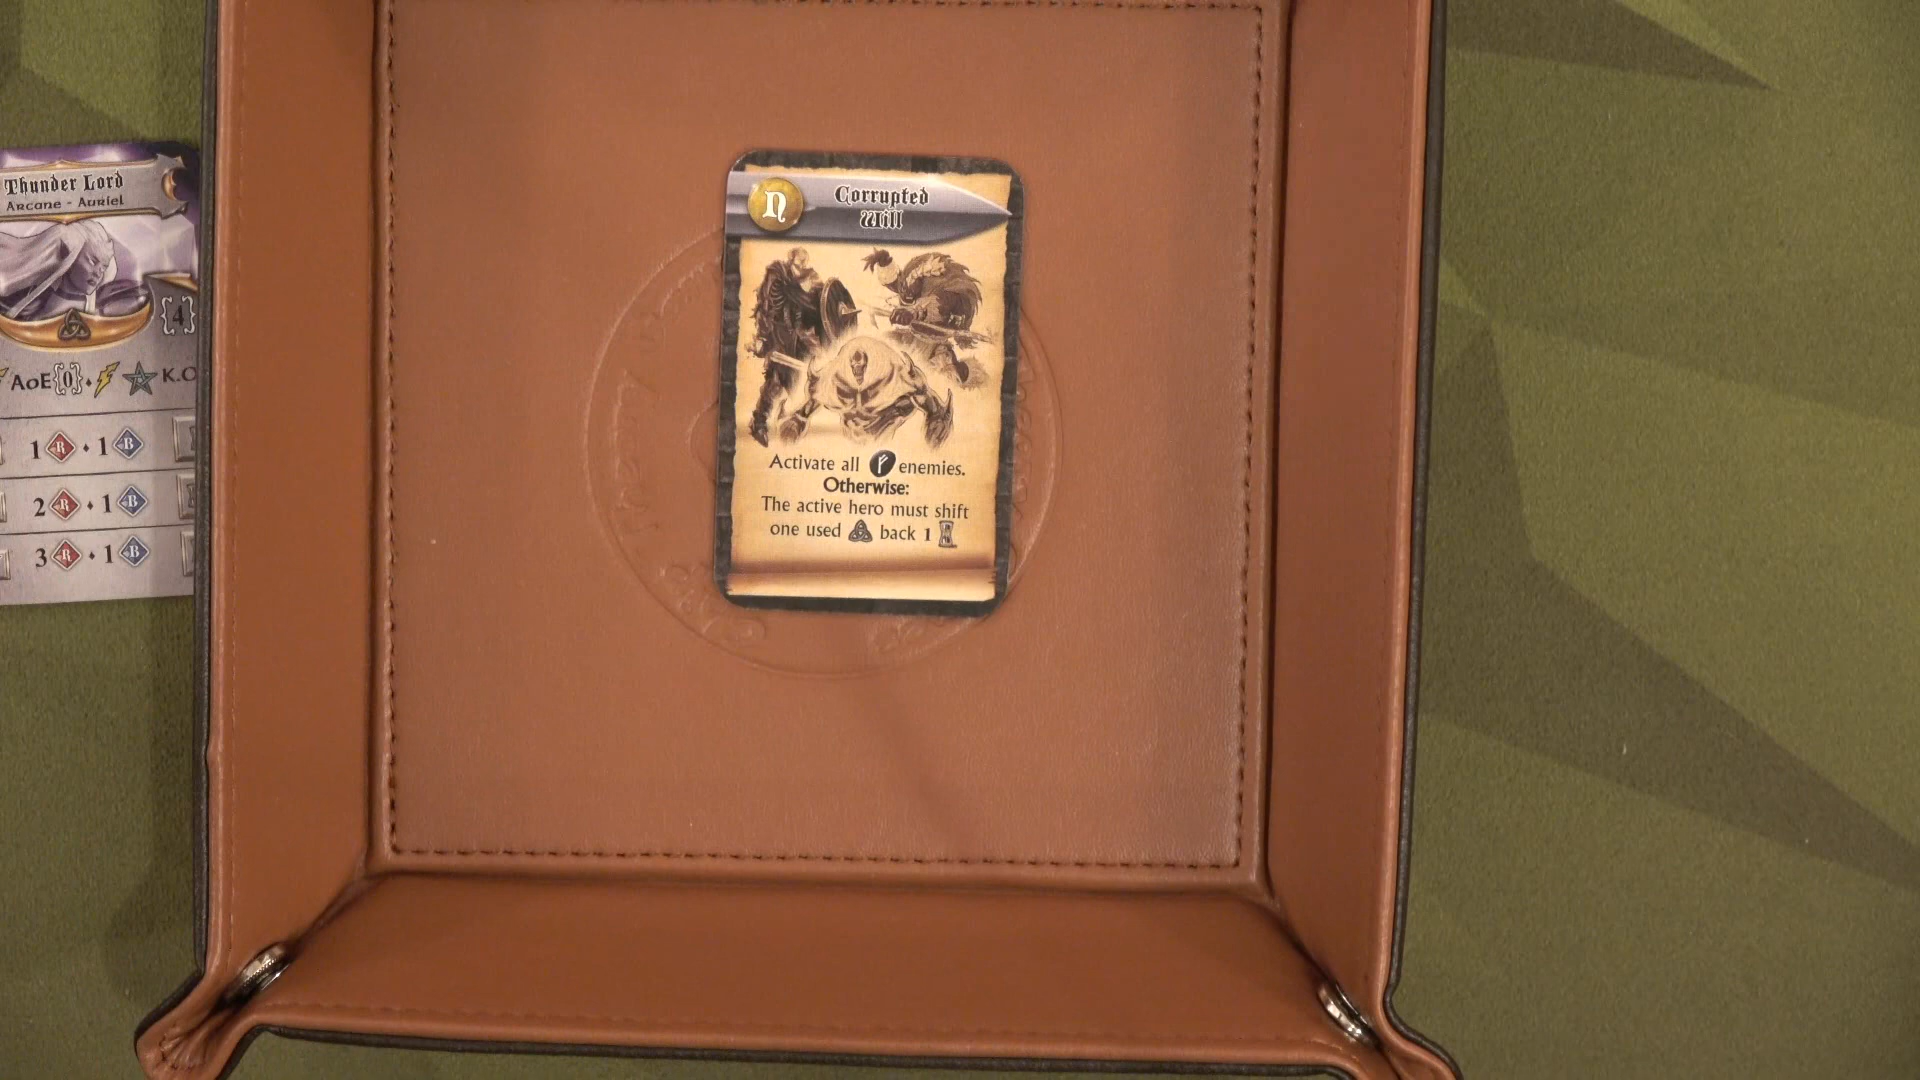 Thunder Lord
Arcane - Auriel
{4}
AoE{0}
K.O
1 R · 1 B
2 R · 1 B
3 R · 1 B
N
Corrupted
Will
Activate all enemies.
Otherwise:
The active hero must shift
one used back 1